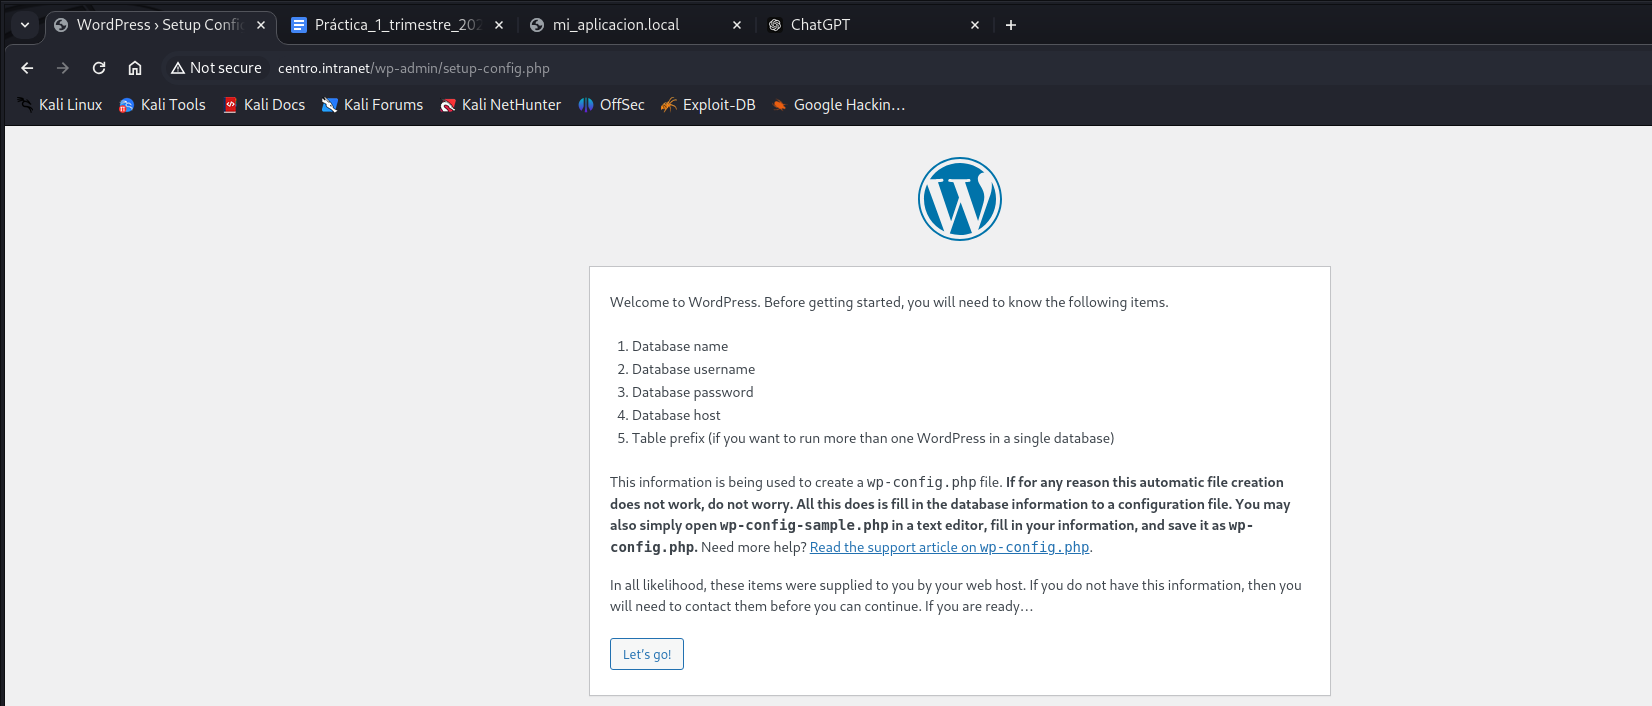 WordPress › Setup Confi
Práctica_1_trimestre_202
mi_aplicacion.local
ChatGPT
Not secure
centro.intranet/wp-admin/setup-config.php
Kali Linux
Kali Tools
Kali Docs
Kali Forums
Kali NetHunter
OffSec
Exploit-DB
Google Hackin…
Welcome to WordPress. Before getting started, you will need to know the following items.
1. Database name
2. Database username
3. Database password
4. Database host
5. Table prefix (if you want to run more than one WordPress in a single database)
This information is being used to create a wp-config.php file. If for any reason this automatic file creation
does not work, do not worry. All this does is fill in the database information to a configuration file. You may
also simply open wp-config-sample.php in a text editor, fill in your information, and save it as wp-
config.php. Need more help? Read the support article on wp-config.php.
In all likelihood, these items were supplied to you by your web host. If you do not have this information, then you
will need to contact them before you can continue. If you are ready…
Let's go!